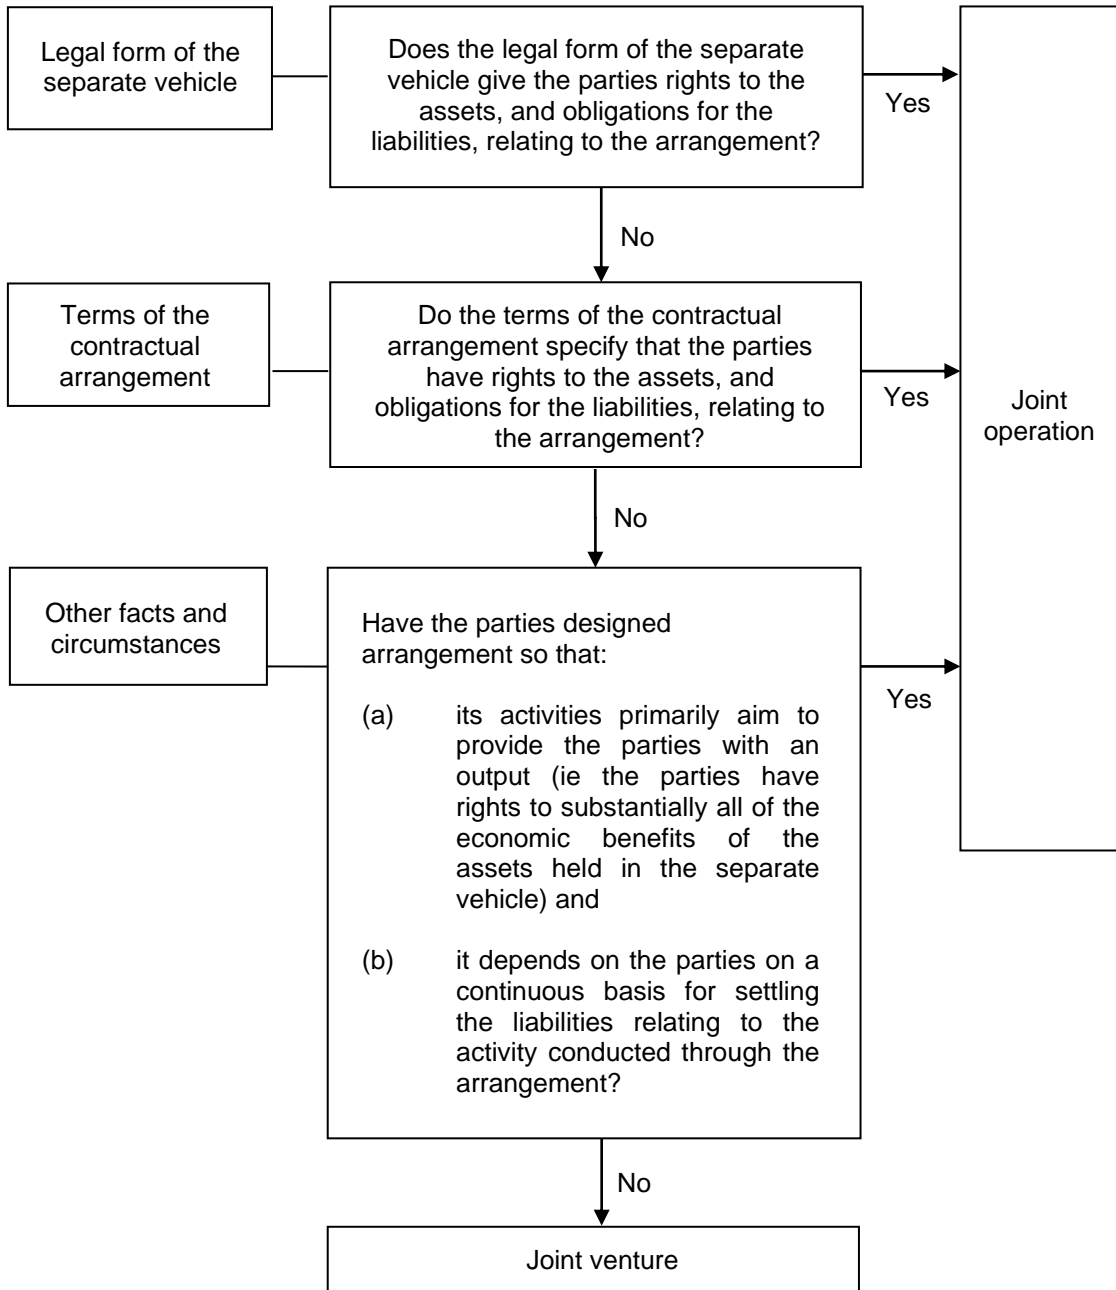 Legal form of the
separate vehicle
Does the legal form of the separate
vehicle give the parties rights to the
assets, and obligations for the
liabilities, relating to the arrangement?
Yes
No
Terms of the
contractual
arrangement
Do the terms of the contractual
arrangement specify that the parties
have rights to the assets, and
obligations for the liabilities, relating to
the arrangement?
Yes
Joint
operation
No
Other facts and
circumstances
Have the parties designed
arrangement so that:
(a) its activities primarily aim to
provide the parties with an
output (ie the parties have
rights to substantially all of the
economic benefits of the
assets held in the separate
vehicle) and
(b) it depends on the parties on a
continuous basis for settling
the liabilities relating to the
activity conducted through the
arrangement?
Yes
No
Joint venture